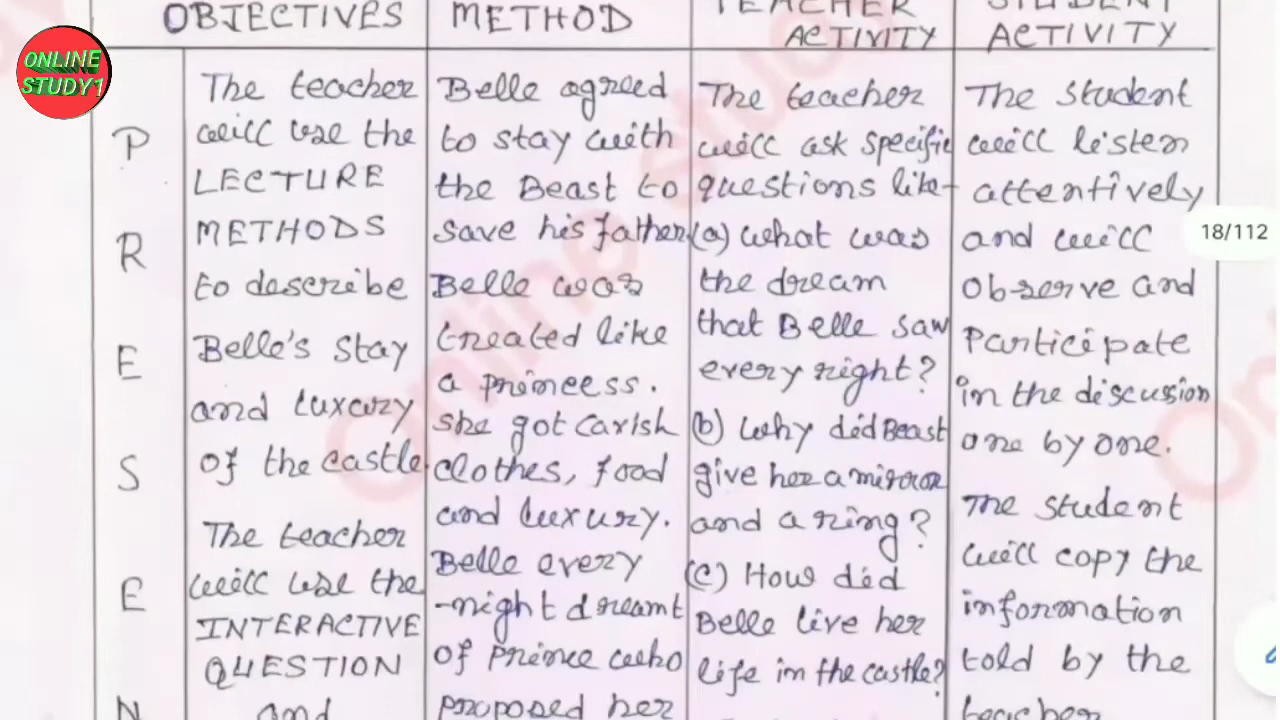 OBJECTIVES
METHOD
TEACHER
ACTIVITY
STUDENT
ACTIVITY
ONLINE
STUDY1
P
R
E
S
E
N
The teacher
will use the
LECTURE
METHODS
to describe
Belle's stay
and luxury
of the castle.
The teacher
will use the
INTERACTIVE
QUESTION
and
Belle agreed
to stay with
the Beast to
save his father
Belle was
treated like
a princess.
she got carish
clothes, food
and luxury.
Belle every
-night dreamt
of prince who
proposed her
The teacher
will ask specific
questions like-
(a) what was
the dream
that Belle saw
every night?
(b) Why did Beast
give her a mirror
and a ring?
(c) How did
Belle live her
life in the castle?
The student
will listen
attentively
and will
observe and
Participate
in the discussion
one by one.
The student
will copy the
information
told by the
teacher
18/112